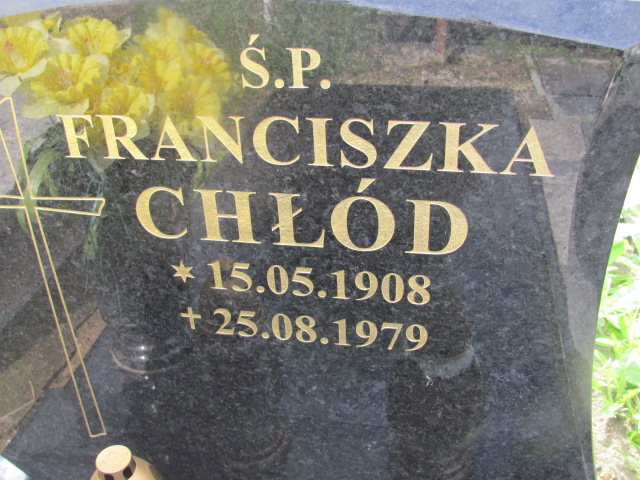 Ś.P.
FRANCISZKA
CHŁÓD
* 15.05.1908
+ 25.08.1979